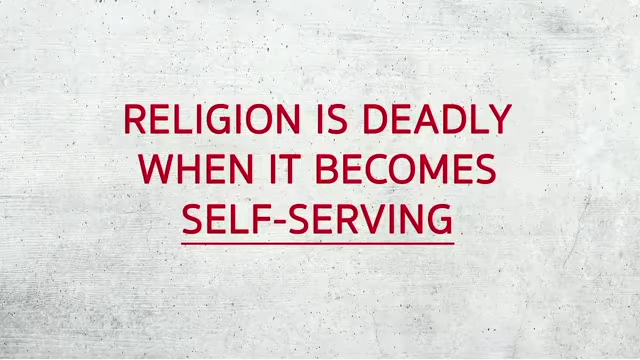 RELIGION IS DEADLY
WHEN IT BECOMES
SELF-SERVING